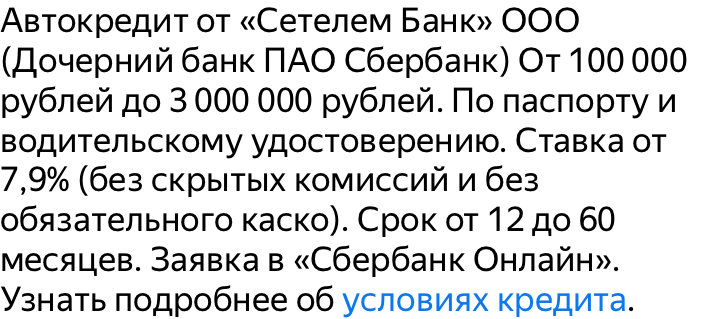 Автокредит от «Сетелем Банк» ООО
(Дочерний банк ПАО Сбербанк) От 100 000
рублей до 3 000 000 рублей. По паспорту и
водительскому удостоверению. Ставка от
7,9% (без скрытых комиссий и без
обязательного каско). Срок от 12 до 60
месяцев. Заявка в «Сбербанк Онлайн».
Узнать подробнее об условиях кредита.